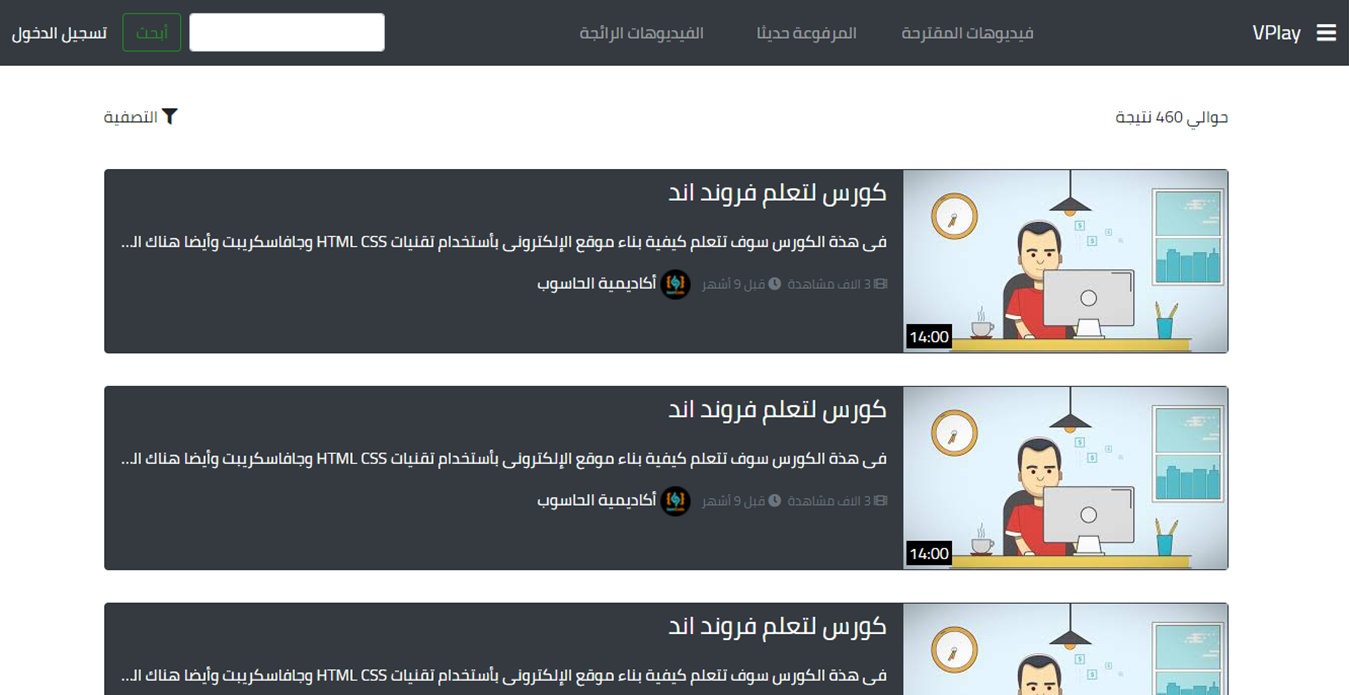 VPlay
فيديوهات المقترحة
المرفوعة حديثا
الفيديوهات الرائجة
أبحث
تسجيل الدخول
حوالي 460 نتيجة
التصفية
كورس لتعلم فروند اند
فى هذة الكورس سوف تتعلم كيفية بناء موقع الإلكترونى بأستخدام تقنيات HTML CSS وجافاسكريبت وأيضا هناك الـ...
3 الاف مشاهدة قبل 9 أشهر أكاديمية الحاسوب
14:00
كورس لتعلم فروند اند
فى هذة الكورس سوف تتعلم كيفية بناء موقع الإلكترونى بأستخدام تقنيات HTML CSS وجافاسكريبت وأيضا هناك الـ...
3 الاف مشاهدة قبل 9 أشهر أكاديمية الحاسوب
14:00
كورس لتعلم فروند اند
فى هذة الكورس سوف تتعلم كيفية بناء موقع الإلكترونى بأستخدام تقنيات HTML CSS وجافاسكريبت وأيضا هناك الـ...